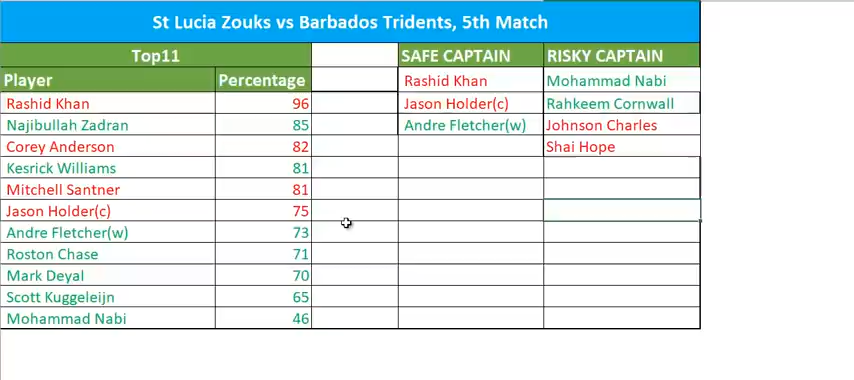 St Lucia Zouks vs Barbados Tridents, 5th Match
Top11 SAFE CAPTAIN RISKY CAPTAIN
Player Percentage Rashid Khan Mohammad Nabi
Rashid Khan 96 Jason Holder(c) Rahkeem Cornwall
Najibullah Zadran 85 Andre Fletcher(w) Johnson Charles
Corey Anderson 82 Shai Hope
Kesrick Williams 81
Mitchell Santner 81
Jason Holder(c) 75
Andre Fletcher(w) 73
Roston Chase 71
Mark Deyal 70
Scott Kuggeleijn 65
Mohammad Nabi 46